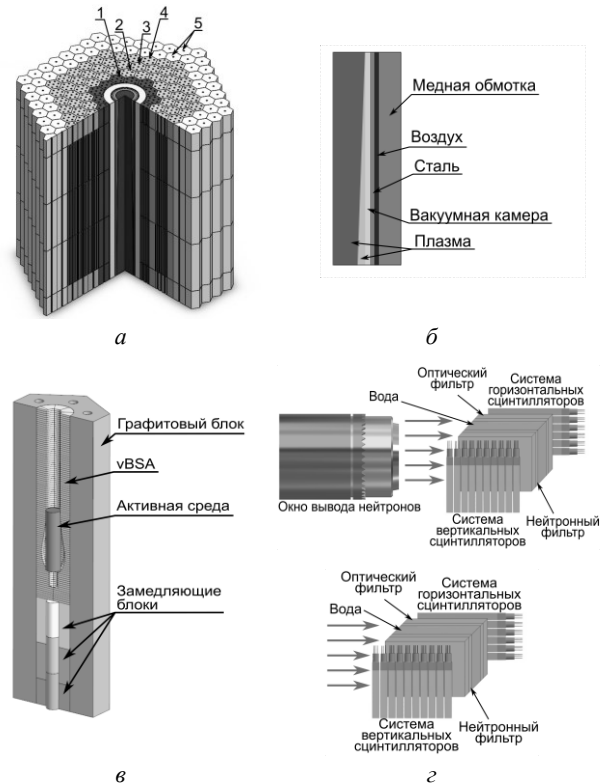 1
2
3
4
5
а
Медная обмотка
Воздух
Сталь
Вакуумная камера
Плазма
б
Графитовый блок
vBSA
Активная среда
Замедляющие
блоки
в
Оптический
фильтр
Вода
Система
горизонтальных
сцинтилляторов
Окно вывода нейтронов
Система
вертикальных
сцинтилляторов
Нейтронный
фильтр
Оптический
фильтр
Вода
Система
горизонтальных
сцинтилляторов
Система
вертикальных
сцинтилляторов
Нейтронный
фильтр
г